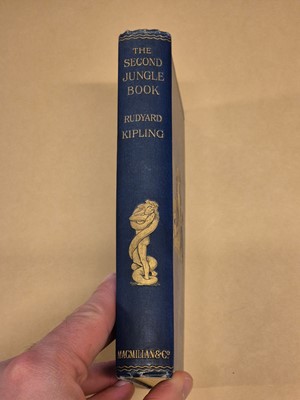 THE
SECOND
JUNGLE
BOOK
RUDYARD
KIPLING
MACMILLAN & Co